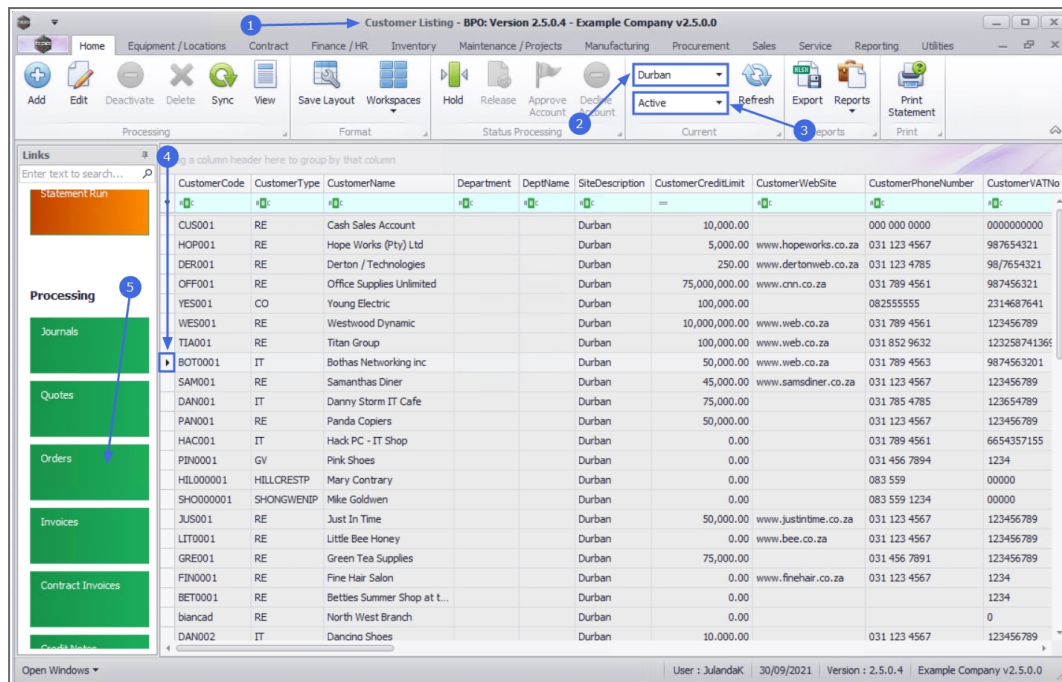 1
Customer Listing - BPO: Version 2.5.0.4 - Example Company v2.5.0.0
Home Equipment / Locations Contract Finance / HR Inventory Maintenance / Projects Manufacturing Procurement Sales Service Reporting Utilities
Add Edit Deactivate Delete Sync View Save Layout Workspaces Hold Release Approve Account Decline Account Durban Active Refresh Export Reports Print Statement
2 3
Processing Format Status Processing Current Reports Print
Links
4
Enter text to search...
a column header here to group by that column
CustomerCode CustomerType CustomerName Department DeptName SiteDescription CustomerCreditLimit CustomerWebSite CustomerPhoneNumber CustomerVATNo
Statement Run
CUS001 RE Cash Sales Account Durban 10,000.00 000 000 0000 0000000000
HOP001 RE Hope Works (Pty) Ltd Durban 5,000.00 www.hopeworks.co.za 031 123 4567 987654321
DER001 RE Derton / Technologies Durban 250.00 www.dertonweb.co.za 031 123 4785 98/7654321
OFF001 RE Office Supplies Unlimited Durban 75,000,000.00 www.cnn.co.za 031 789 4561 987456321
Processing
5
YES001 CO Young Electric Durban 100,000.00 082555555 2314687641
WES001 RE Westwood Dynamic Durban 10,000,000.00 www.web.co.za 031 789 4561 123456789
Journals
TIA001 RE Titan Group Durban 100,000.00 www.web.co.za 031 852 9632 123258741369
BOT0001 IT Bothas Networking inc Durban 50,000.00 www.web.co.za 031 789 4563 9874563201
SAM001 RE Samanthas Diner Durban 45,000.00 www.samsdiner.co.za 031 123 4567 123456789
Quotes
DAN001 IT Danny Storm IT Cafe Durban 75,000.00 031 785 4785 123654789
PAN001 RE Panda Copiers Durban 50,000.00 031 123 4567 123456789
HAC001 IT Hack PC - IT Shop Durban 0.00 031 789 4561 6654357155
Orders
PIN0001 GV Pink Shoes Durban 0.00 031 456 7894 1234
HIL000001 HILLCRESTP Mary Contrary Durban 0.00 083 559 00000
SHO000001 SHONGWENIP Mike Goldwen Durban 0.00 083 559 1234 00000
Invoices
JUS001 RE Just In Time Durban 50,000.00 www.justintime.co.za 031 123 4567 123456789
LIT0001 RE Little Bee Honey Durban 0.00 www.bee.co.za 031 123 4567 123456789
GRE001 RE Green Tea Supplies Durban 75,000.00 031 456 7891 123456789
Contract Invoices
FIN0001 RE Fine Hair Salon Durban 0.00 www.finehair.co.za 031 123 4567 1234
BET0001 RE Betties Summer Shop at t... Durban 0.00 1234
biancad RE North West Branch Durban 0.00 0
DAN002 IT Dancing Shoes Durban 10,000.00 031 123 4567 123456789
Credit Notes
Open Windows User : JulandaK 30/09/2021 Version : 2.5.0.4 Example Company v2.5.0.0